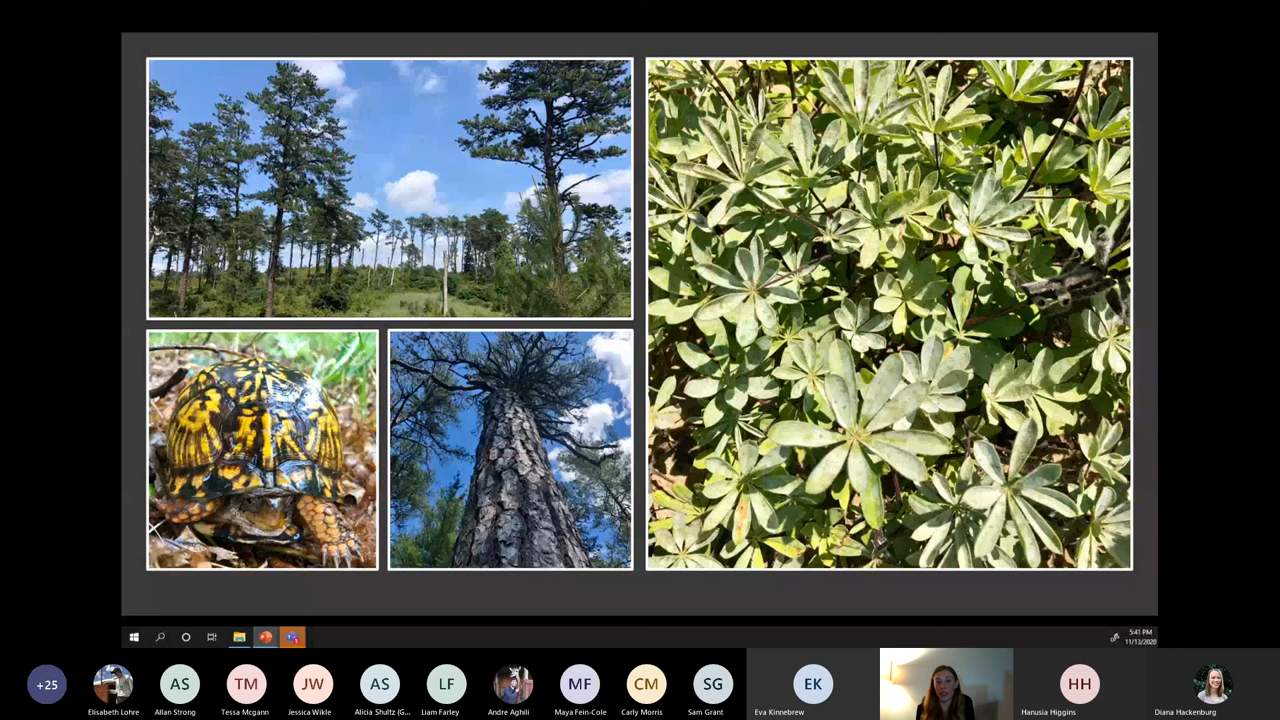 5:41 PM
11/13/2020
+25
AS
TM
JW
AS
LF
MF
CM
SG
EK
HH
Elisabeth Lohre
Allan Strong
Tessa Mcgann
Jessica Wikle
Alicia Shultz (G...
Liam Farley
Andre Aghili
Maya Fein-Cole
Carly Morris
Sam Grant
Eva Kinnebrew
Hanusia Higgins
Diana Hackenburg